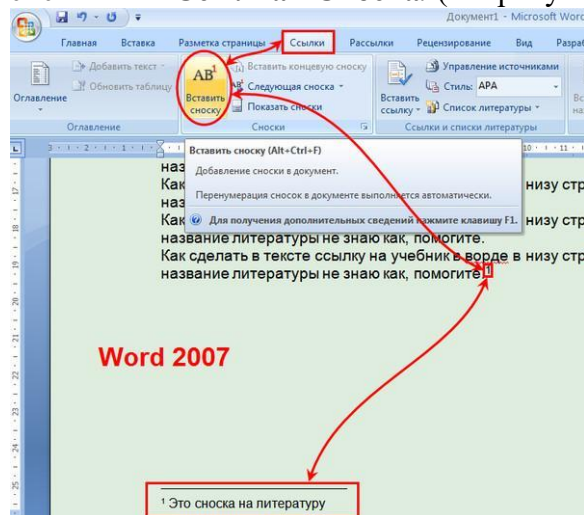 Документ1 - Microsoft Word
Главная Вставка Разметка страницы Ссылки Рассылки Рецензирование Вид Разраб
Оглавление
Добавить текст
Обновить таблицу
Оглавление
AB¹
Вставить сноску
Вставить концевую сноску
Следующая сноска
Показать сноски
Сноски
Вставить ссылку
Управление источниками
Стиль: APA
Список литературы
Ссылки и списки литературы
Вставить сноску (Alt+Ctrl+F)
Добавление сноски в документ.
Перенумерация сносок в документе выполняется автоматически.
Для получения дополнительных сведений нажмите клавишу F1.
наз
Как низу стр
наз
Как низу стр
название литературы не знаю как, помогите.
Как сделать в тексте ссылку на учебник в ворде в низу стр
название литературы не знаю как, помогите.¹
Word 2007
¹ Это сноска на литературу